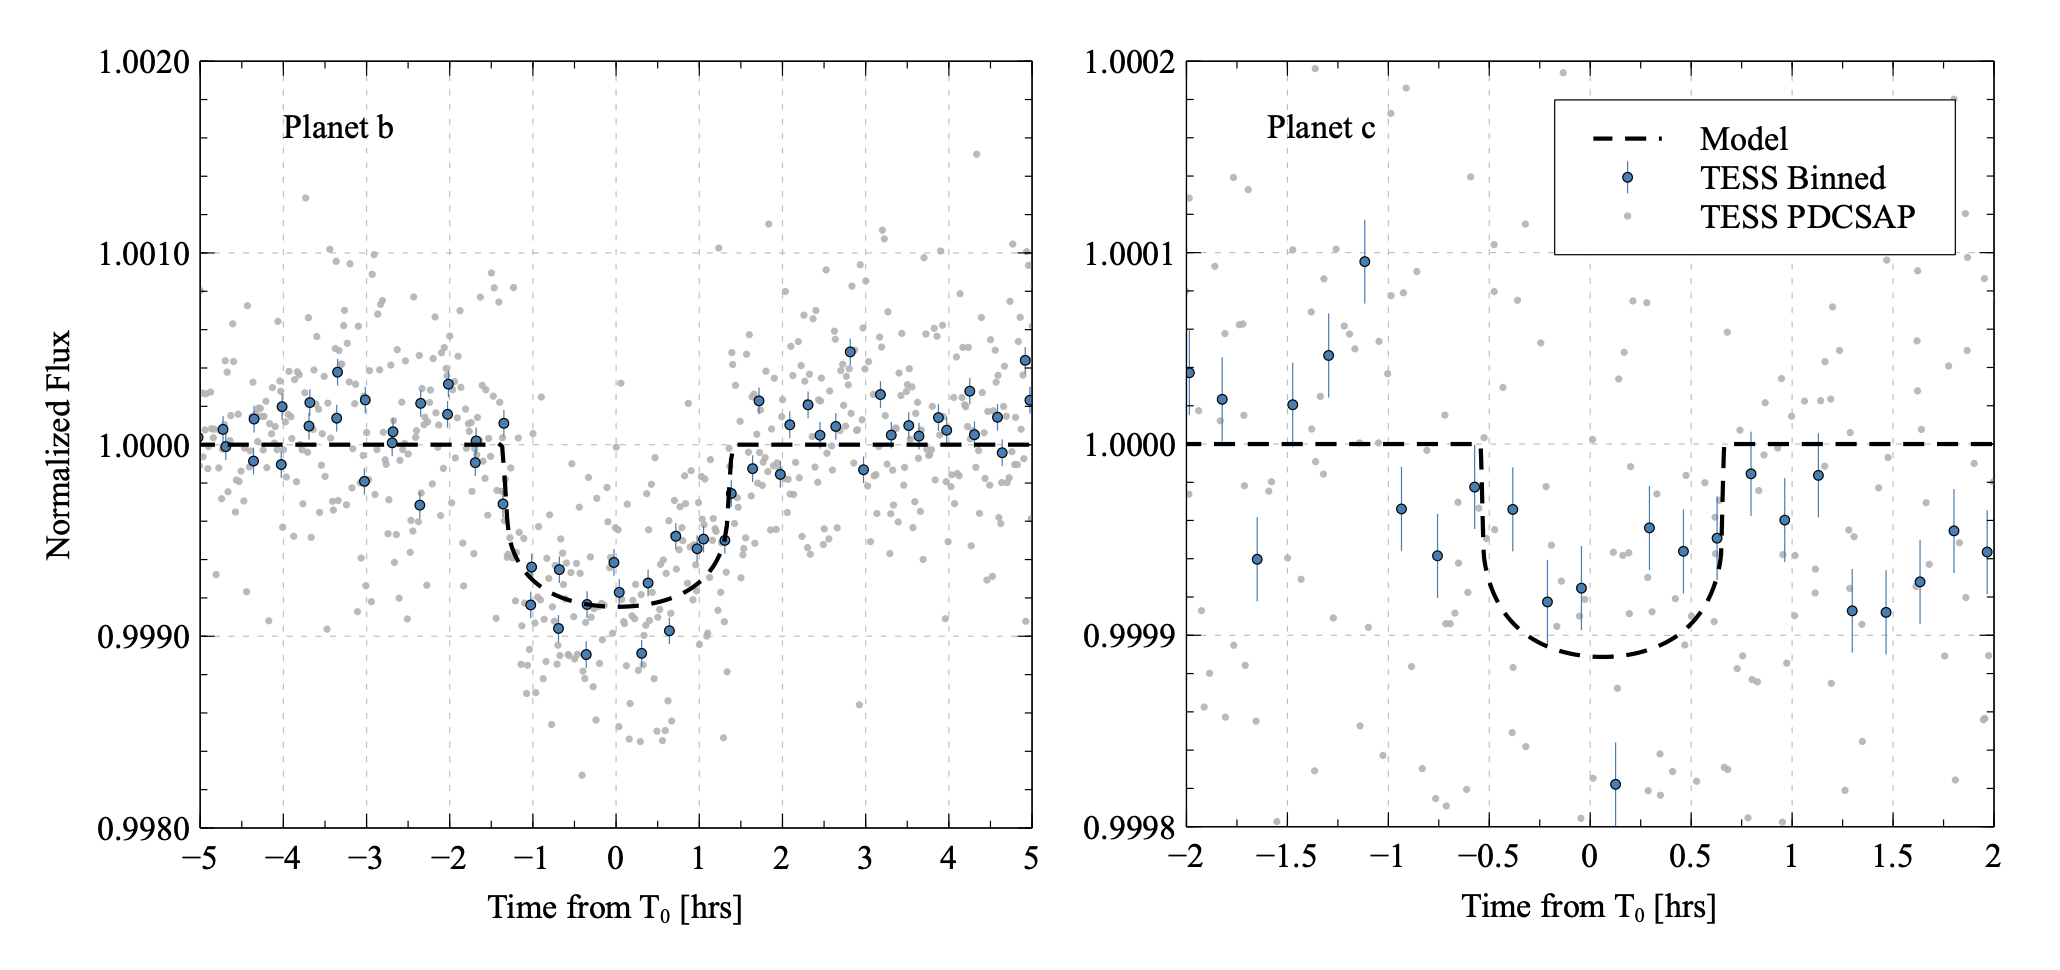 Normalized Flux
1.0020
1.0010
1.0000
0.9990
0.9980
Planet b
−5 −4 −3 −2 −1 0 1 2 3 4 5
Time from T₀ [hrs]
1.0002
1.0001
1.0000
0.9999
0.9998
Planet c
Model
TESS Binned
TESS PDCSAP
−2 −1.5 −1 −0.5 0 0.5 1 1.5 2
Time from T₀ [hrs]